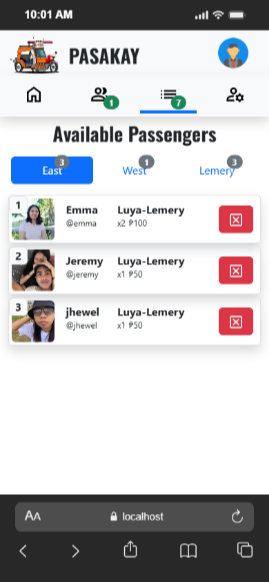 10:01 AM
PASAKAY
1
7
Available Passengers
East 3
West 1
Lemery 3
1
Emma Luya-Lemery
@emma x2 ₱100
2
Jeremy Luya-Lemery
@jeremy x1 ₱50
3
jhewel Luya-Lemery
@jhewel x1 ₱50
AA localhost